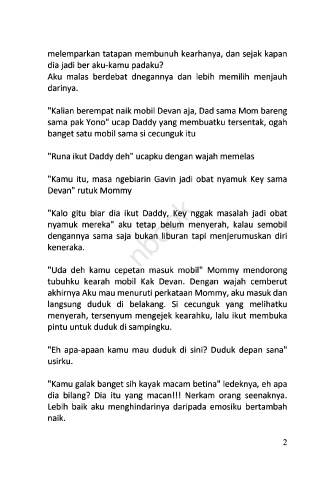 melemparkan tatapan membunuh kearhanya, dan sejak kapan
dia jadi ber aku-kamu padaku?
Aku malas berdebat dnegannya dan lebih memilih menjauh
darinya.
"Kalian berempat naik mobil Devan aja, Dad sama Mom bareng
sama pak Yono" ucap Daddy yang membuatku tersentak, ogah
banget satu mobil sama si cecunguk itu
"Runa ikut Daddy deh" ucapku dengan wajah memelas
"Kamu itu, masa ngebiarin Gavin jadi obat nyamuk Key sama
Devan" rutuk Mommy
"Kalo gitu biar dia ikut Daddy, Key nggak masalah jadi obat
nyamuk mereka" aku tetap belum menyerah, kalau semobil
dengannya sama saja bukan liburan tapi menjerumuskan diri
keneraka.
"Uda deh kamu cepetan masuk mobil" Mommy mendorong
tubuhku kearah mobil Kak Devan. Dengan wajah cemberut
akhirnya Aku mau menuruti perkataan Mommy, aku masuk dan
langsung duduk di belakang. Si cecunguk yang melihatku
menyerah, tersenyum mengejek kearahku, lalu ikut membuka
pintu untuk duduk di sampingku.
"Eh apa-apaan kamu mau duduk di sini? Duduk depan sana"
usirku.
"Kamu galak banget sih kayak macam betina" ledeknya, eh apa
dia bilang? Dia itu yang macan!!! Nerkam orang seenaknya.
Lebih baik aku menghindarinya daripada emosiku bertambah
naik.
2